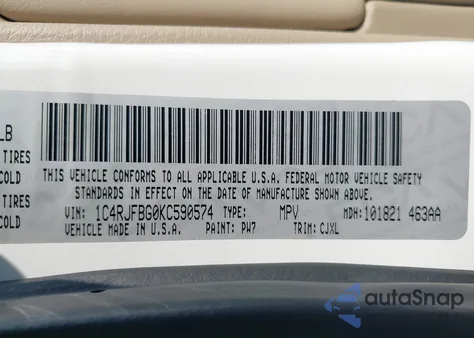 LB
TIRES
COLD
TIRES
COLD
THIS VEHICLE CONFORMS TO ALL APPLICABLE U.S.A. FEDERAL MOTOR VEHICLE SAFETY
STANDARDS IN EFFECT ON THE DATE OF MANUFACTURE SHOWN ABOVE.
VIN: 1C4RJFBG0KC590574 TYPE: MPV MDH: 101821 463AA
VEHICLE MADE IN U.S.A. PAINT: PW7 TRIM: CJXL
autoSnap